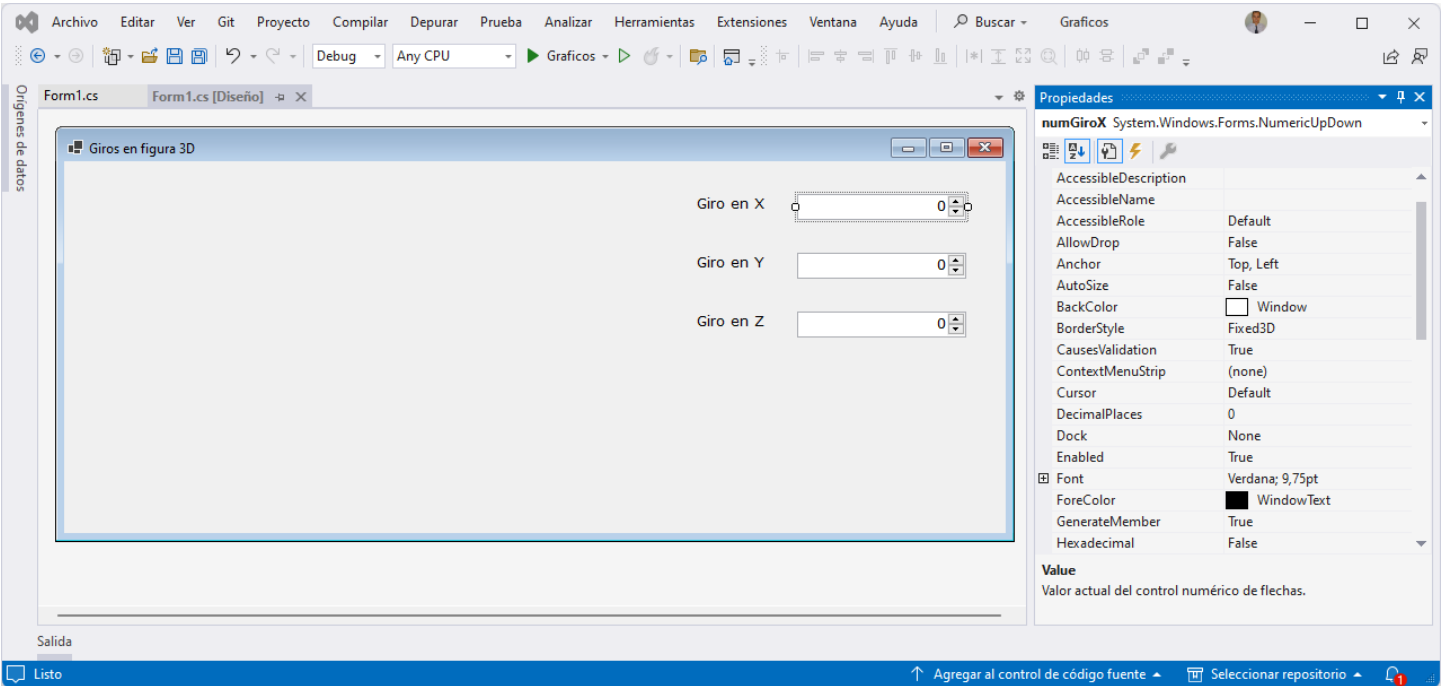 Archivo Editar Ver Git Proyecto Compilar Depurar Prueba Analizar Herramientas Extensiones Ventana Ayuda Buscar Graficos
Debug Any CPU Graficos
Orígenes de datos
Form1.cs Form1.cs [Diseño]
Giros en figura 3D
Giro en X 0
Giro en Y 0
Giro en Z 0
Propiedades
numGiroX System.Windows.Forms.NumericUpDown
AccessibleDescription
AccessibleName
AccessibleRole Default
AllowDrop False
Anchor Top, Left
AutoSize False
BackColor Window
BorderStyle Fixed3D
CausesValidation True
ContextMenuStrip (none)
Cursor Default
DecimalPlaces 0
Dock None
Enabled True
Font Verdana; 9,75pt
ForeColor WindowText
GenerateMember True
Hexadecimal False
Value
Valor actual del control numérico de flechas.
Salida
Listo Agregar al control de código fuente Seleccionar repositorio 1